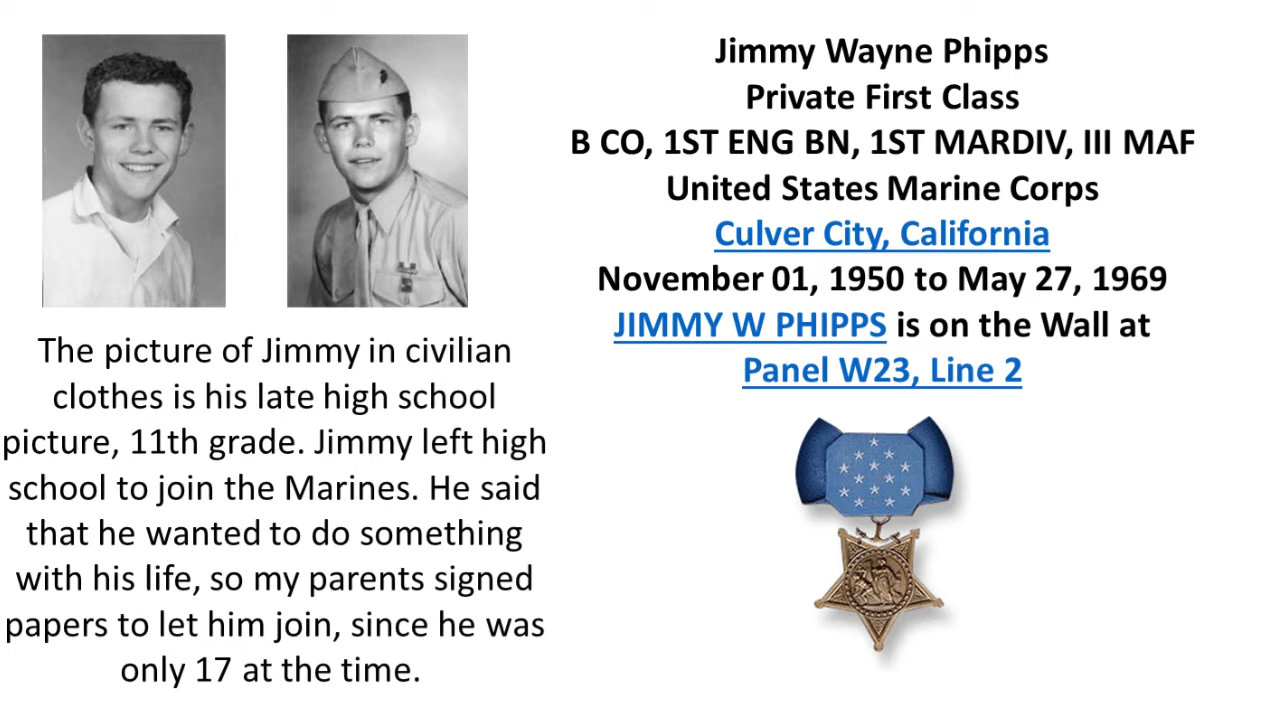 Jimmy Wayne Phipps
Private First Class
B CO, 1ST ENG BN, 1ST MARDIV, III MAF
United States Marine Corps
Culver City, California
November 01, 1950 to May 27, 1969
JIMMY W PHIPPS is on the Wall at
Panel W23, Line 2
The picture of Jimmy in civilian
clothes is his late high school
picture, 11th grade. Jimmy left high
school to join the Marines. He said
that he wanted to do something
with his life, so my parents signed
papers to let him join, since he was
only 17 at the time.